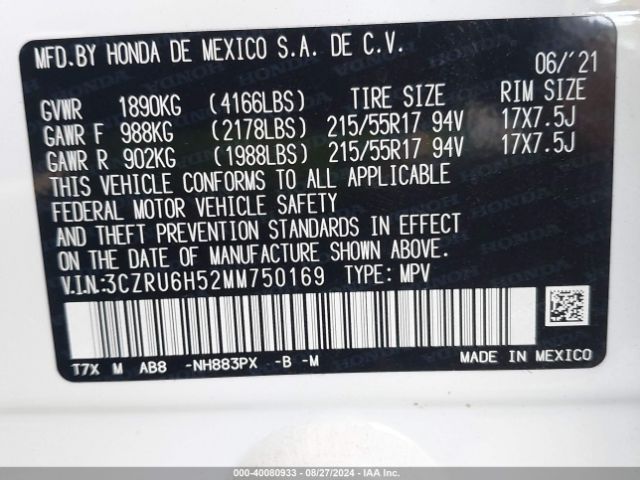 MFD.BY HONDA DE MEXICO S.A. DE C.V.
06/'21
GVWR 1890KG (4166LBS) TIRE SIZE RIM SIZE
GAWR F 988KG (2178LBS) 215/55R17 94V 17X7.5J
GAWR R 902KG (1988LBS) 215/55R17 94V 17X7.5J
THIS VEHICLE CONFORMS TO ALL APPLICABLE
FEDERAL MOTOR VEHICLE SAFETY
AND THEFT PREVENTION STANDARDS IN EFFECT
ON THE DATE OF MANUFACTURE SHOWN ABOVE.
V.I.N:3CZRU6H52MM750169 TYPE: MPV
T7X M AB8 -NH883PX -B -M MADE IN MEXICO
000-40080933 - 08/27/2024 - IAA Inc.